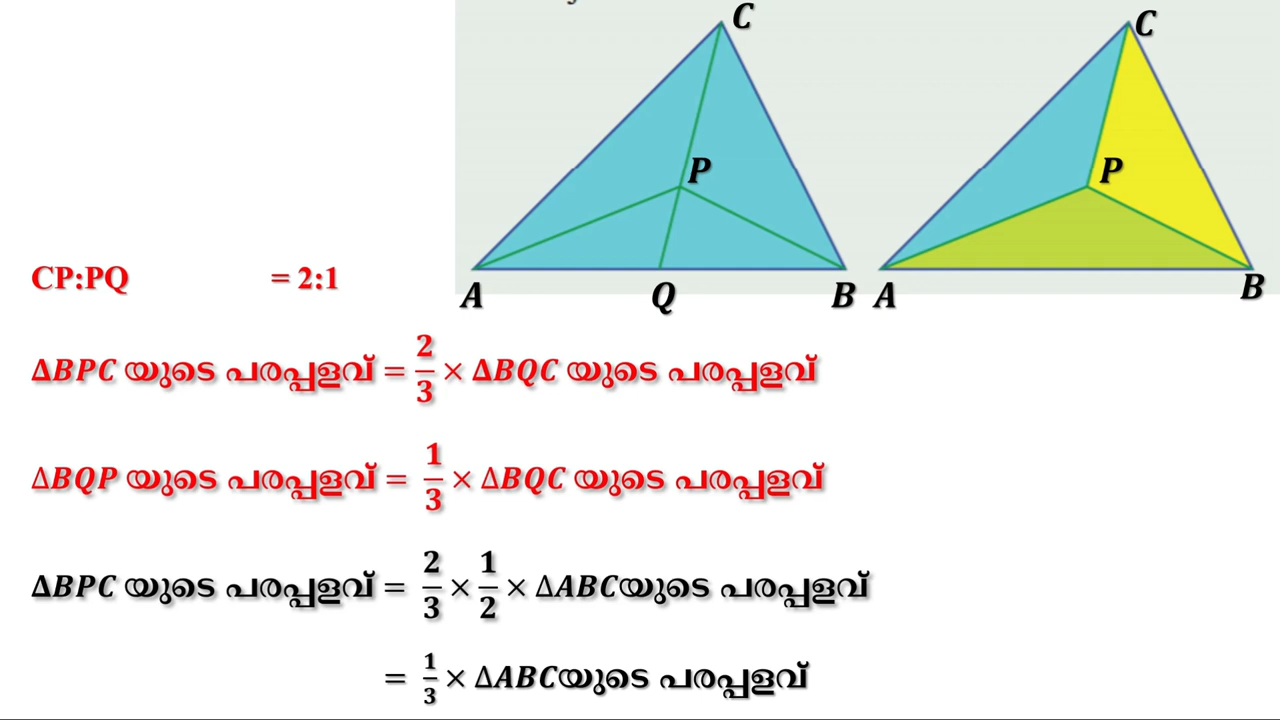 C
C
P
P
CP:PQ = 2:1
A Q B A B
ΔBPC യുടെ പരപ്പളവ് = 2/3 × ΔBQC യുടെ പരപ്പളവ്
ΔBQP യുടെ പരപ്പളവ് = 1/3 × ΔBQC യുടെ പരപ്പളവ്
ΔBPC യുടെ പരപ്പളവ് = 2/3 × 1/2 × ΔABCയുടെ പരപ്പളവ്
= 1/3 × ΔABCയുടെ പരപ്പളവ്